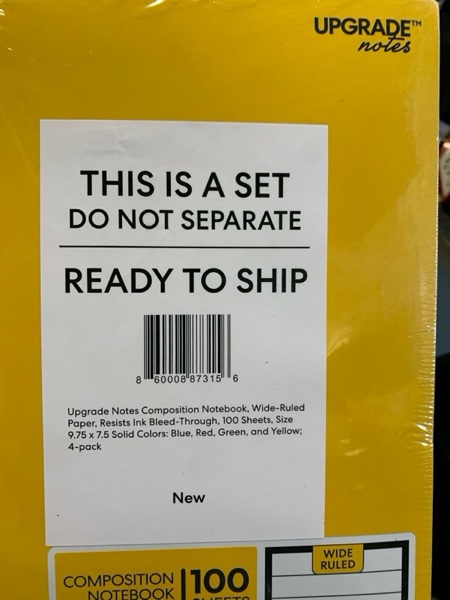 UPGRADE™
notes
THIS IS A SET
DO NOT SEPARATE
READY TO SHIP
8 60008 87315 6
Upgrade Notes Composition Notebook, Wide-Ruled
Paper, Resists Ink Bleed-Through, 100 Sheets, Size
9.75 x 7.5 Solid Colors: Blue, Red, Green, and Yellow;
4-pack
New
WIDE
RULED
COMPOSITION
NOTEBOOK
100
SHEETS